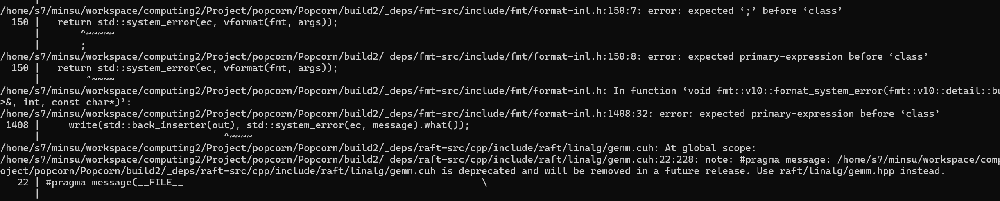 /home/s7/minsu/workspace/computing2/Project/popcorn/Popcorn/build2/_deps/fmt-src/include/fmt/format-inl.h:150:7: error: expected ‘;’ before ‘class’
  150 |   return std::system_error(ec, vformat(fmt, args));
      |       ^~~~~~
      |       ;
/home/s7/minsu/workspace/computing2/Project/popcorn/Popcorn/build2/_deps/fmt-src/include/fmt/format-inl.h:150:8: error: expected primary-expression before ‘class’
  150 |   return std::system_error(ec, vformat(fmt, args));
      |        ^~~~~
/home/s7/minsu/workspace/computing2/Project/popcorn/Popcorn/build2/_deps/fmt-src/include/fmt/format-inl.h: In function ‘void fmt::v10::format_system_error(fmt::v10::detail::bu
>&, int, const char*)’:
/home/s7/minsu/workspace/computing2/Project/popcorn/Popcorn/build2/_deps/fmt-src/include/fmt/format-inl.h:1408:32: error: expected primary-expression before ‘class’
 1408 |     write(std::back_inserter(out), std::system_error(ec, message).what());
      |                                ^~~~~
/home/s7/minsu/workspace/computing2/Project/popcorn/Popcorn/build2/_deps/raft-src/cpp/include/raft/linalg/gemm.cuh: At global scope:
/home/s7/minsu/workspace/computing2/Project/popcorn/Popcorn/build2/_deps/raft-src/cpp/include/raft/linalg/gemm.cuh:22:228: note: #pragma message: /home/s7/minsu/workspace/comp
oject/popcorn/Popcorn/build2/_deps/raft-src/cpp/include/raft/linalg/gemm.cuh is deprecated and will be removed in a future release. Use raft/linalg/gemm.hpp instead.
   22 | #pragma message(__FILE__                                                    \
      |